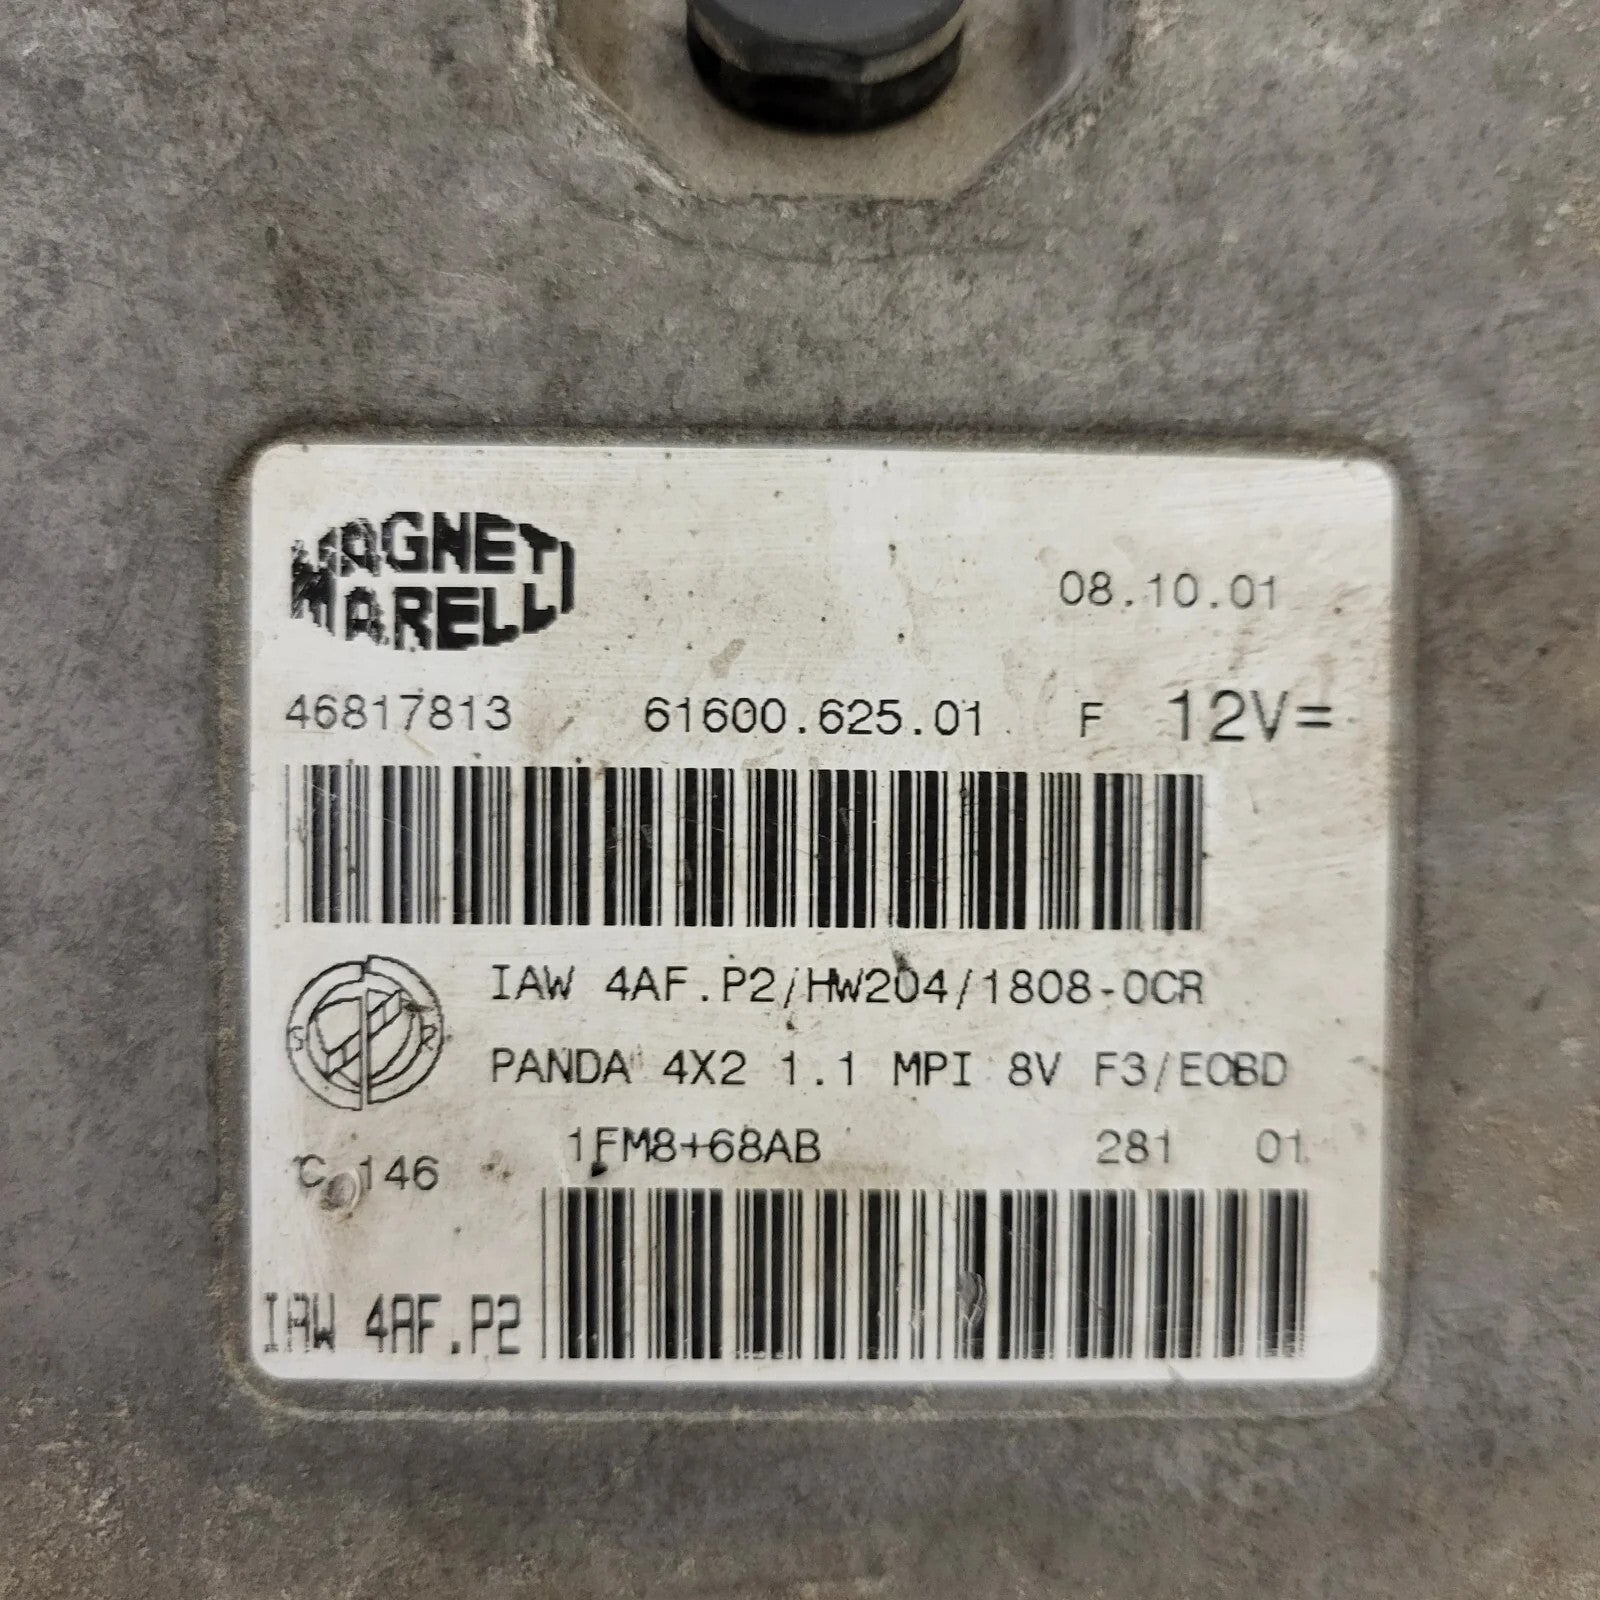 MAGNETI
MARELLI
08.10.01
46817813 61600.625.01 F 12V=
IAW 4AF.P2/HW204/1808-0CR
S R
PANDA 4X2 1.1 MPI 8V F3/EOBD
1FM8+68AB 281 01
C 146
IAW 4AF.P2